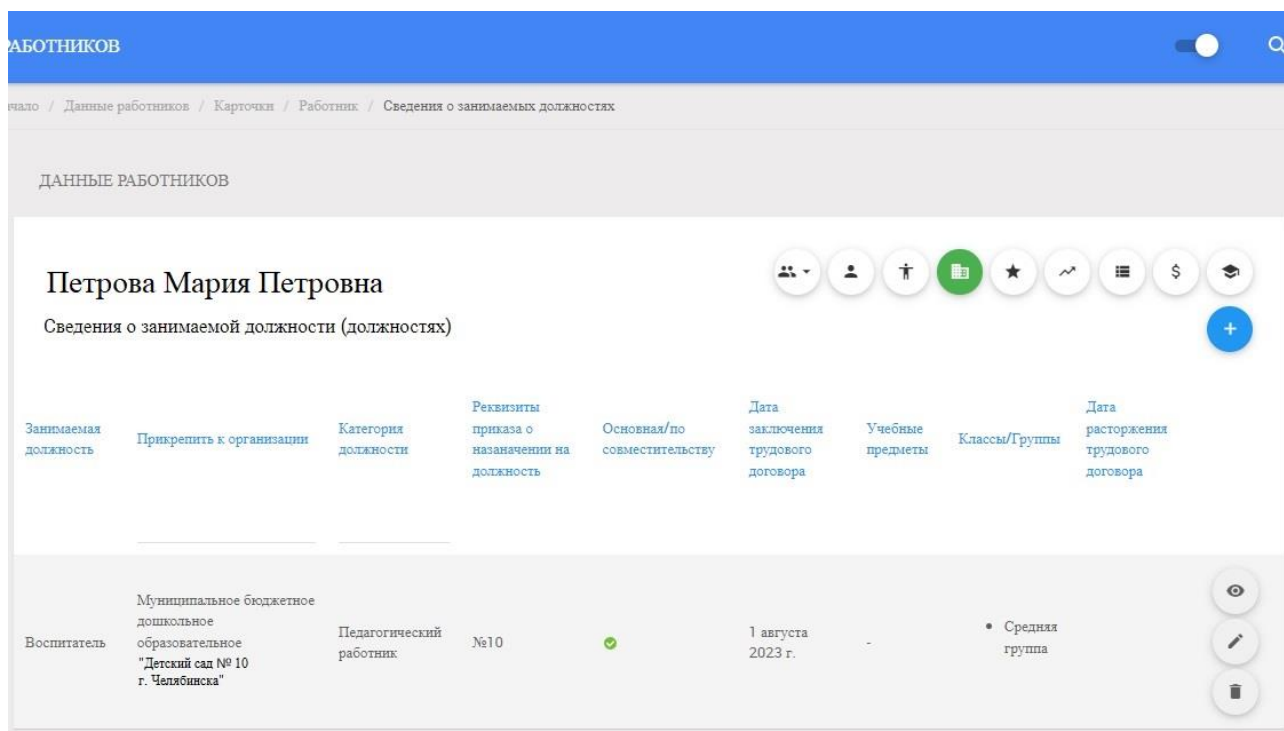 РАБОТНИКОВ
чало / Данные работников / Карточки / Работник / Сведения о занимаемых должностях
ДАННЫЕ РАБОТНИКОВ
Петрова Мария Петровна
Сведения о занимаемой должности (должностях)
Занимаемая
должность
Прикрепить к организации
Категория
должности
Реквизиты
приказа о
назаначении на
должность
Основная/по
совместительству
Дата
заключения
трудового
договора
Учебные
предметы
Классы/Группы
Дата
расторжения
трудового
договора
Воспитатель
Муниципальное бюджетное
дошкольное
образовательное
"Детский сад № 10
г. Челябинска"
Педагогический
работник
№10
1 августа
2023 г.
-
• Средняя
группа